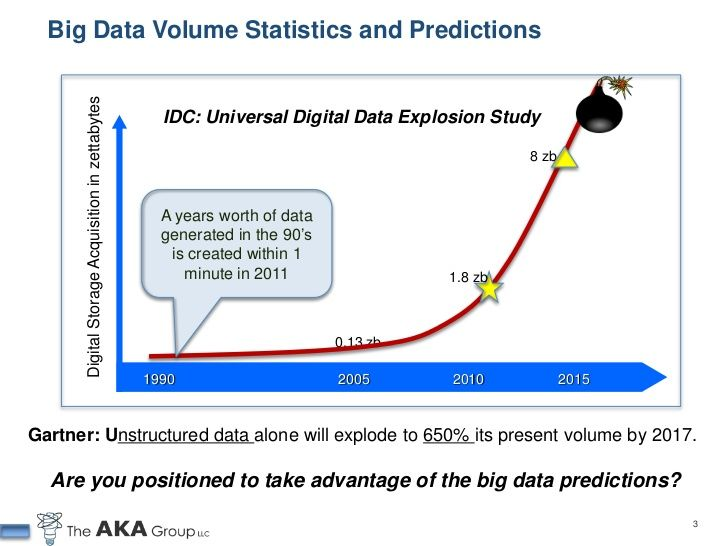 Big Data Volume Statistics and Predictions
Digital Storage Acquisition in zettabytes
IDC: Universal Digital Data Explosion Study
8 zb
A years worth of data
generated in the 90’s
is created within 1
minute in 2011
1.8 zb
0.13 zb
1990 2005 2010 2015
Gartner: Unstructured data alone will explode to 650% its present volume by 2017.
Are you positioned to take advantage of the big data predictions?
The AKA Group LLC
3